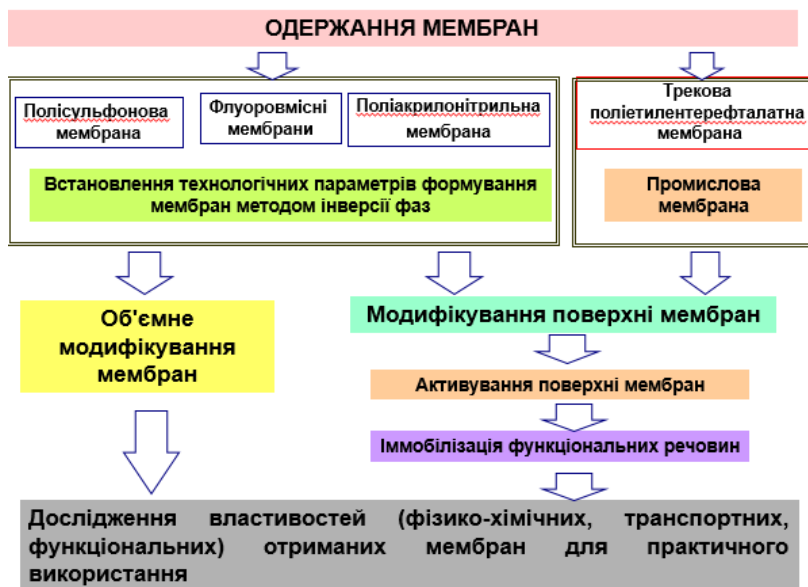 ОДЕРЖАННЯ МЕМБРАН
Полісульфонова
мембрана
Флуоровмісні
мембрани
Поліакрилонітрильна
мембрана
Встановлення технологічних параметрів формування
мембран методом інверсії фаз
Трекова
поліетилентерефталатна
мембрана
Промислова
мембрана
Об'ємне
модифікування
мембран
Модифікування поверхні мембран
Активування поверхні мембран
Іммобілізація функціональних речовин
Дослідження властивостей (фізико-хімічних, транспортних,
функціональних) отриманих мембран для практичного
використання